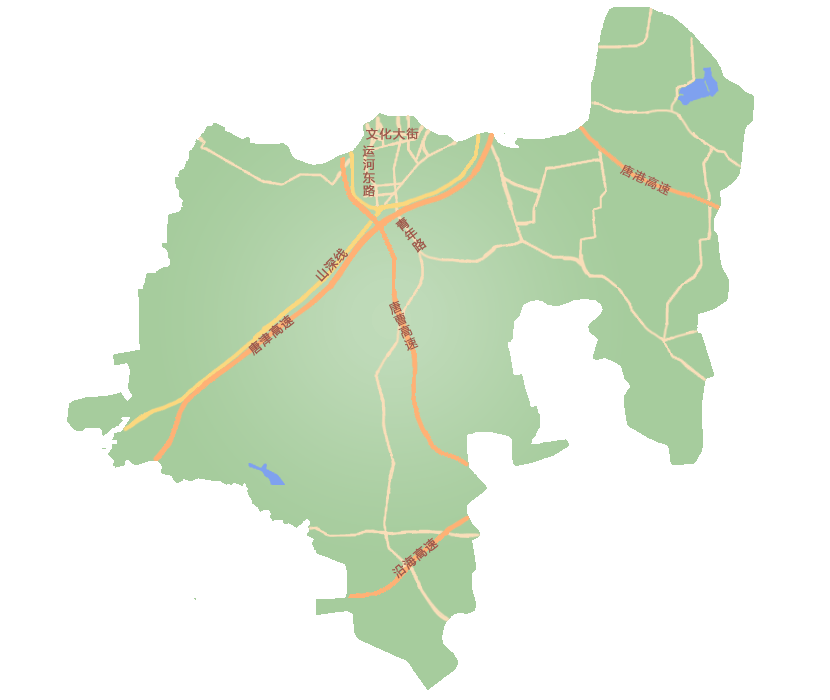 文化大街
运河东路
唐港高速
青年路
山深线
唐津高速
唐曹高速
沿海高速